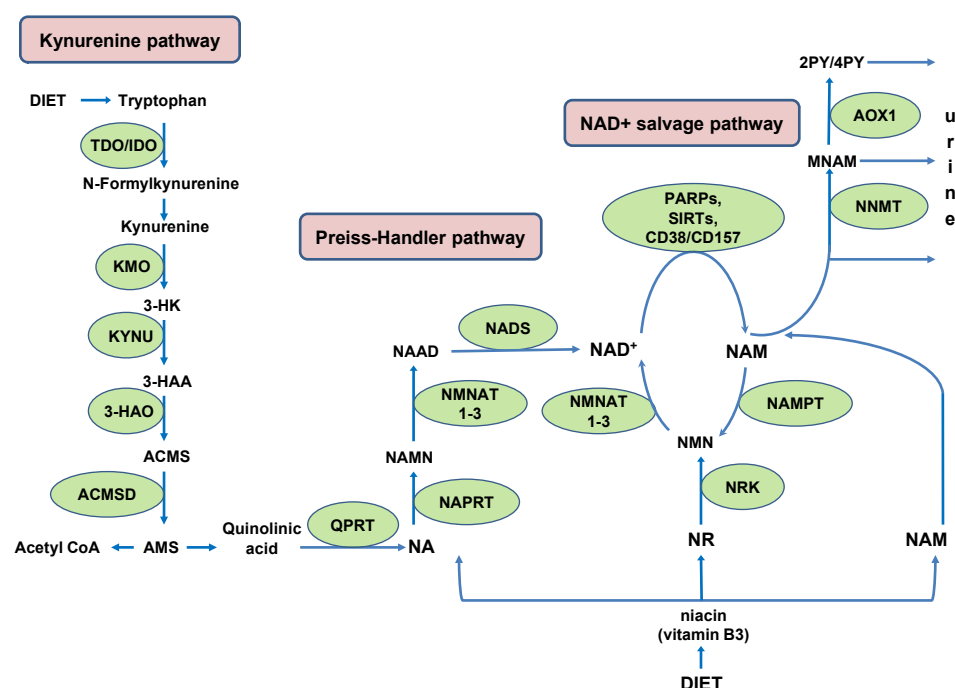 Kynurenine pathway
DIET
Tryptophan
TDO/IDO
N-Formylkynurenine
Kynurenine
KMO
3-HK
KYNU
3-HAA
3-HAO
ACMS
ACMSD
Acetyl CoA
AMS
Quinolinic
acid
QPRT
NA
Preiss-Handler pathway
NAAD
NADS
NMNAT
1-3
NAMN
NAPRT
NAD+ salvage pathway
PARPs,
SIRTs,
CD38/CD157
NAD⁺
NAM
NMNAT
1-3
NAMPT
NMN
NRK
NR
NAM
niacin
(vitamin B3)
DIET
2PY/4PY
AOX1
MNAM
NNMT
u
r
i
n
e